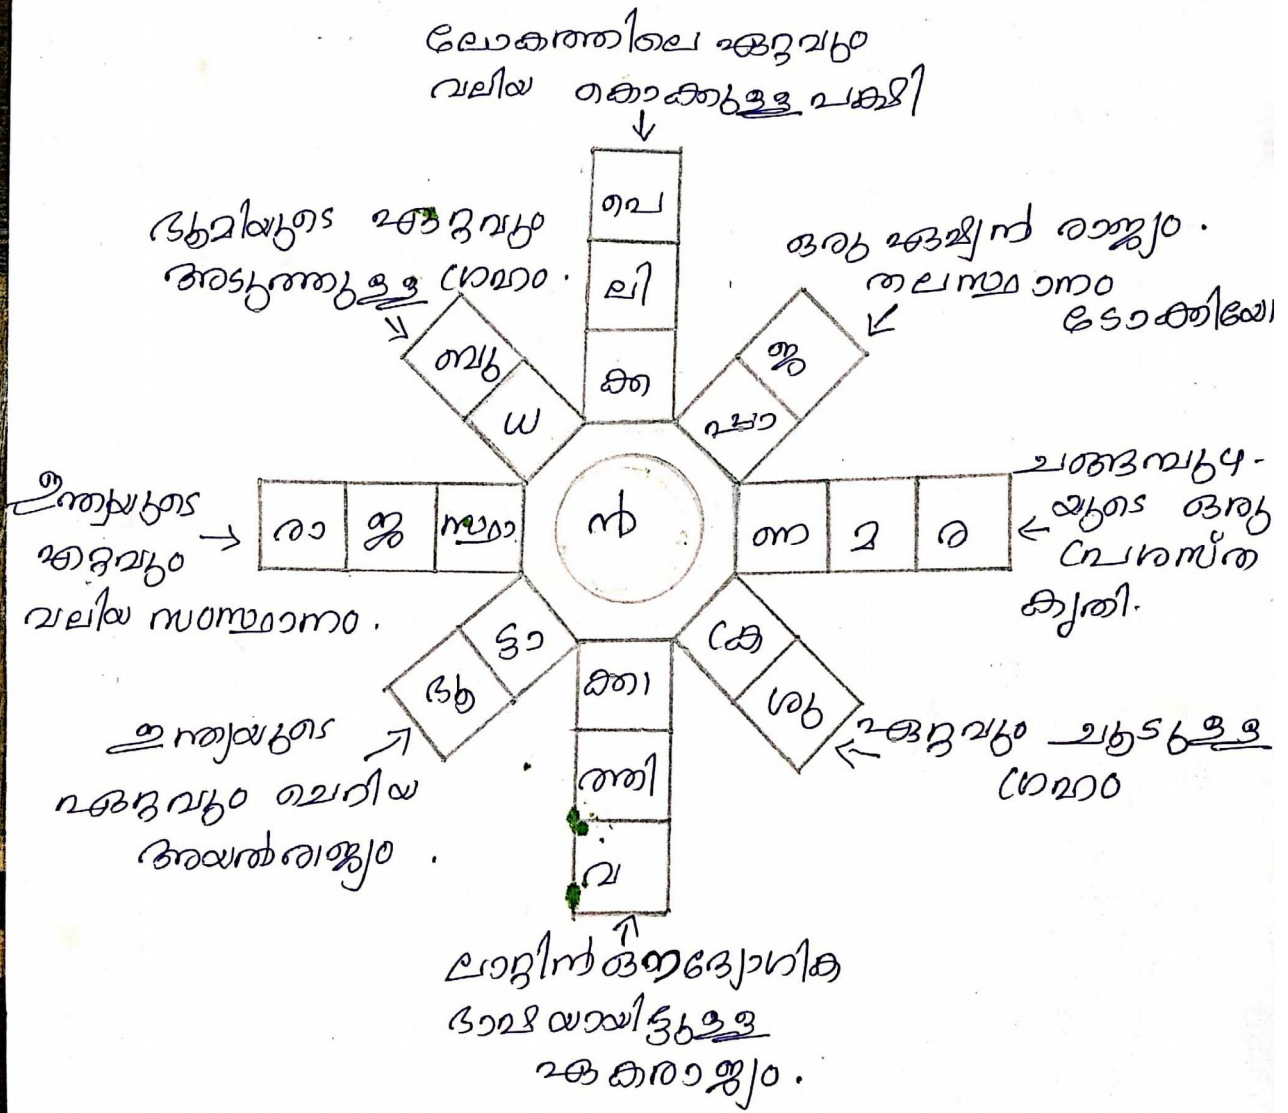 ലോകത്തിലെ ഏറ്റവും
വലിയ കൊക്കുള്ള പക്ഷി
പെ
ലി
ക്ക
ഭൂമിയുടെ ഏറ്റവും
അടുത്തുള്ള ഗ്രഹം.
ബു
ധ
ഒരു ഏഷ്യൻ രാജ്യം.
തലസ്ഥാനം
ടോക്കിയോ
ജ
പ്പാ
ഇന്ത്യയുടെ
ഏറ്റവും
വലിയ സംസ്ഥാനം.
രാ ജ സ്ഥാ
ൻ
ണ മ ര
ചങ്ങമ്പുഴ-
യുടെ ഒരു
പ്രശസ്ത
കൃതി.
ട്ടാ
ഭൂ
ഇന്ത്യയുടെ
ഏറ്റവും ചെറിയ
അയൽരാജ്യം.
ക്ര
ശു
ഏറ്റവും ചൂടുള്ള
ഗ്രഹം
ക്കാ
ത്തി
വ
ലാറ്റിൻ ഔദ്യോഗിക
ഭാഷയായിട്ടുള്ള
ഏകരാജ്യം.